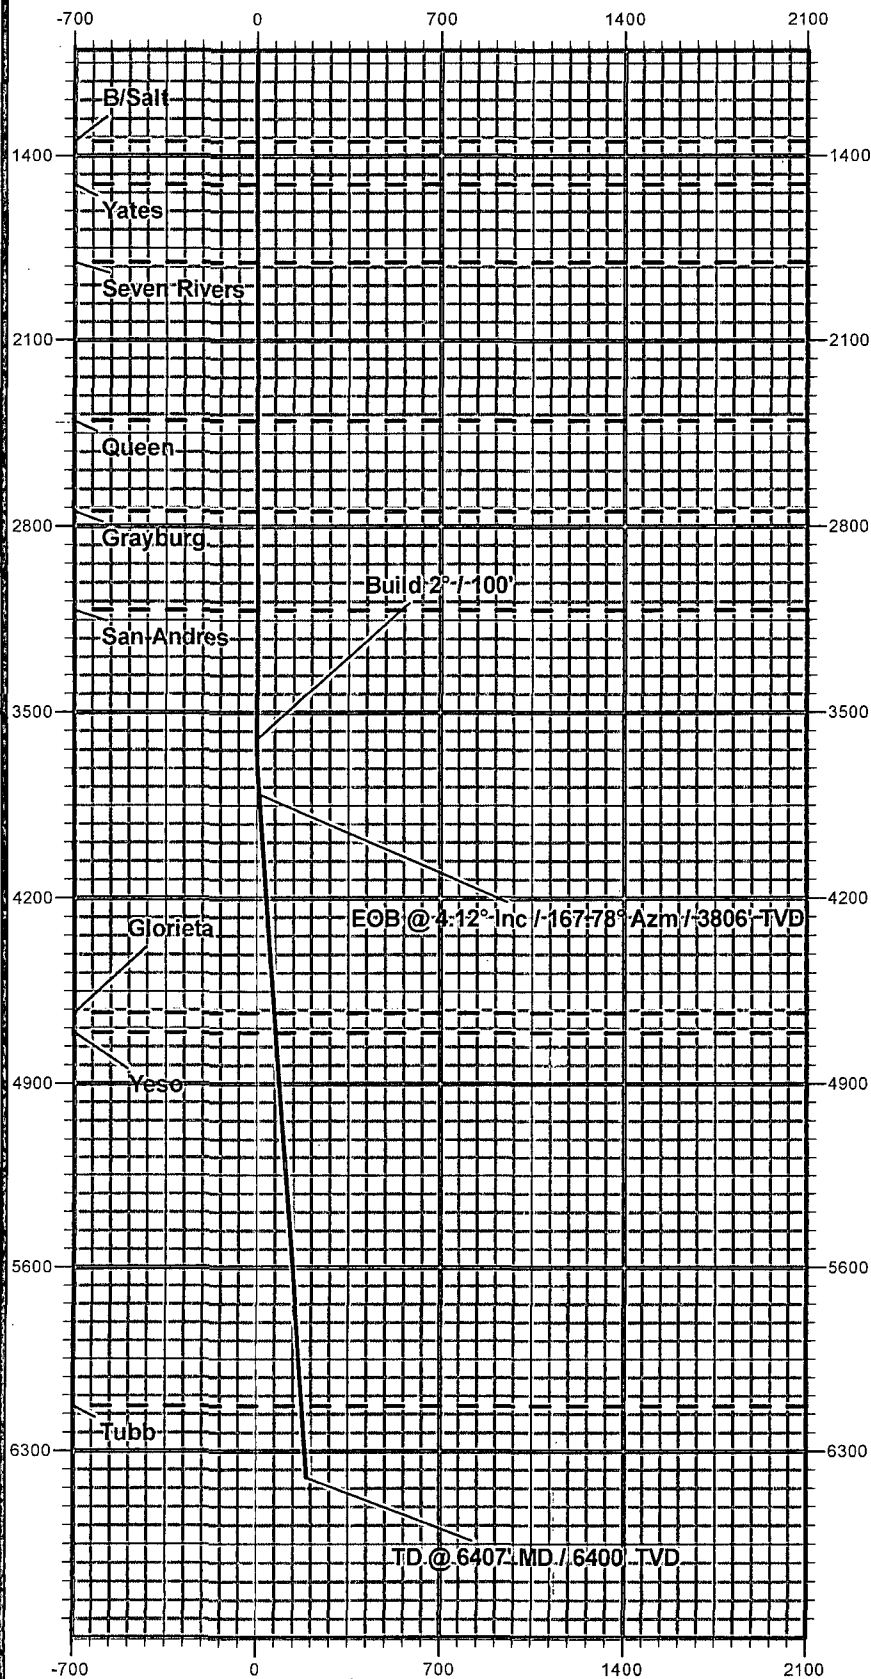 -700 0 700 1400 2100
B/Salt
1400 1400
Yates
Seven Rivers
2100 2100
Queen
2800 2800
Grayburg
Build 2° / 100'
San Andres
3500 3500
4200 4200
EOB @ 4.12° Inc / 167.78° Azm / 3806' TVD
Glorieta
4900 4900
Yeso
5600 5600
Tubb
6300 6300
TD @ 6407' MD / 6400' TVD
-700 0 700 1400 2100